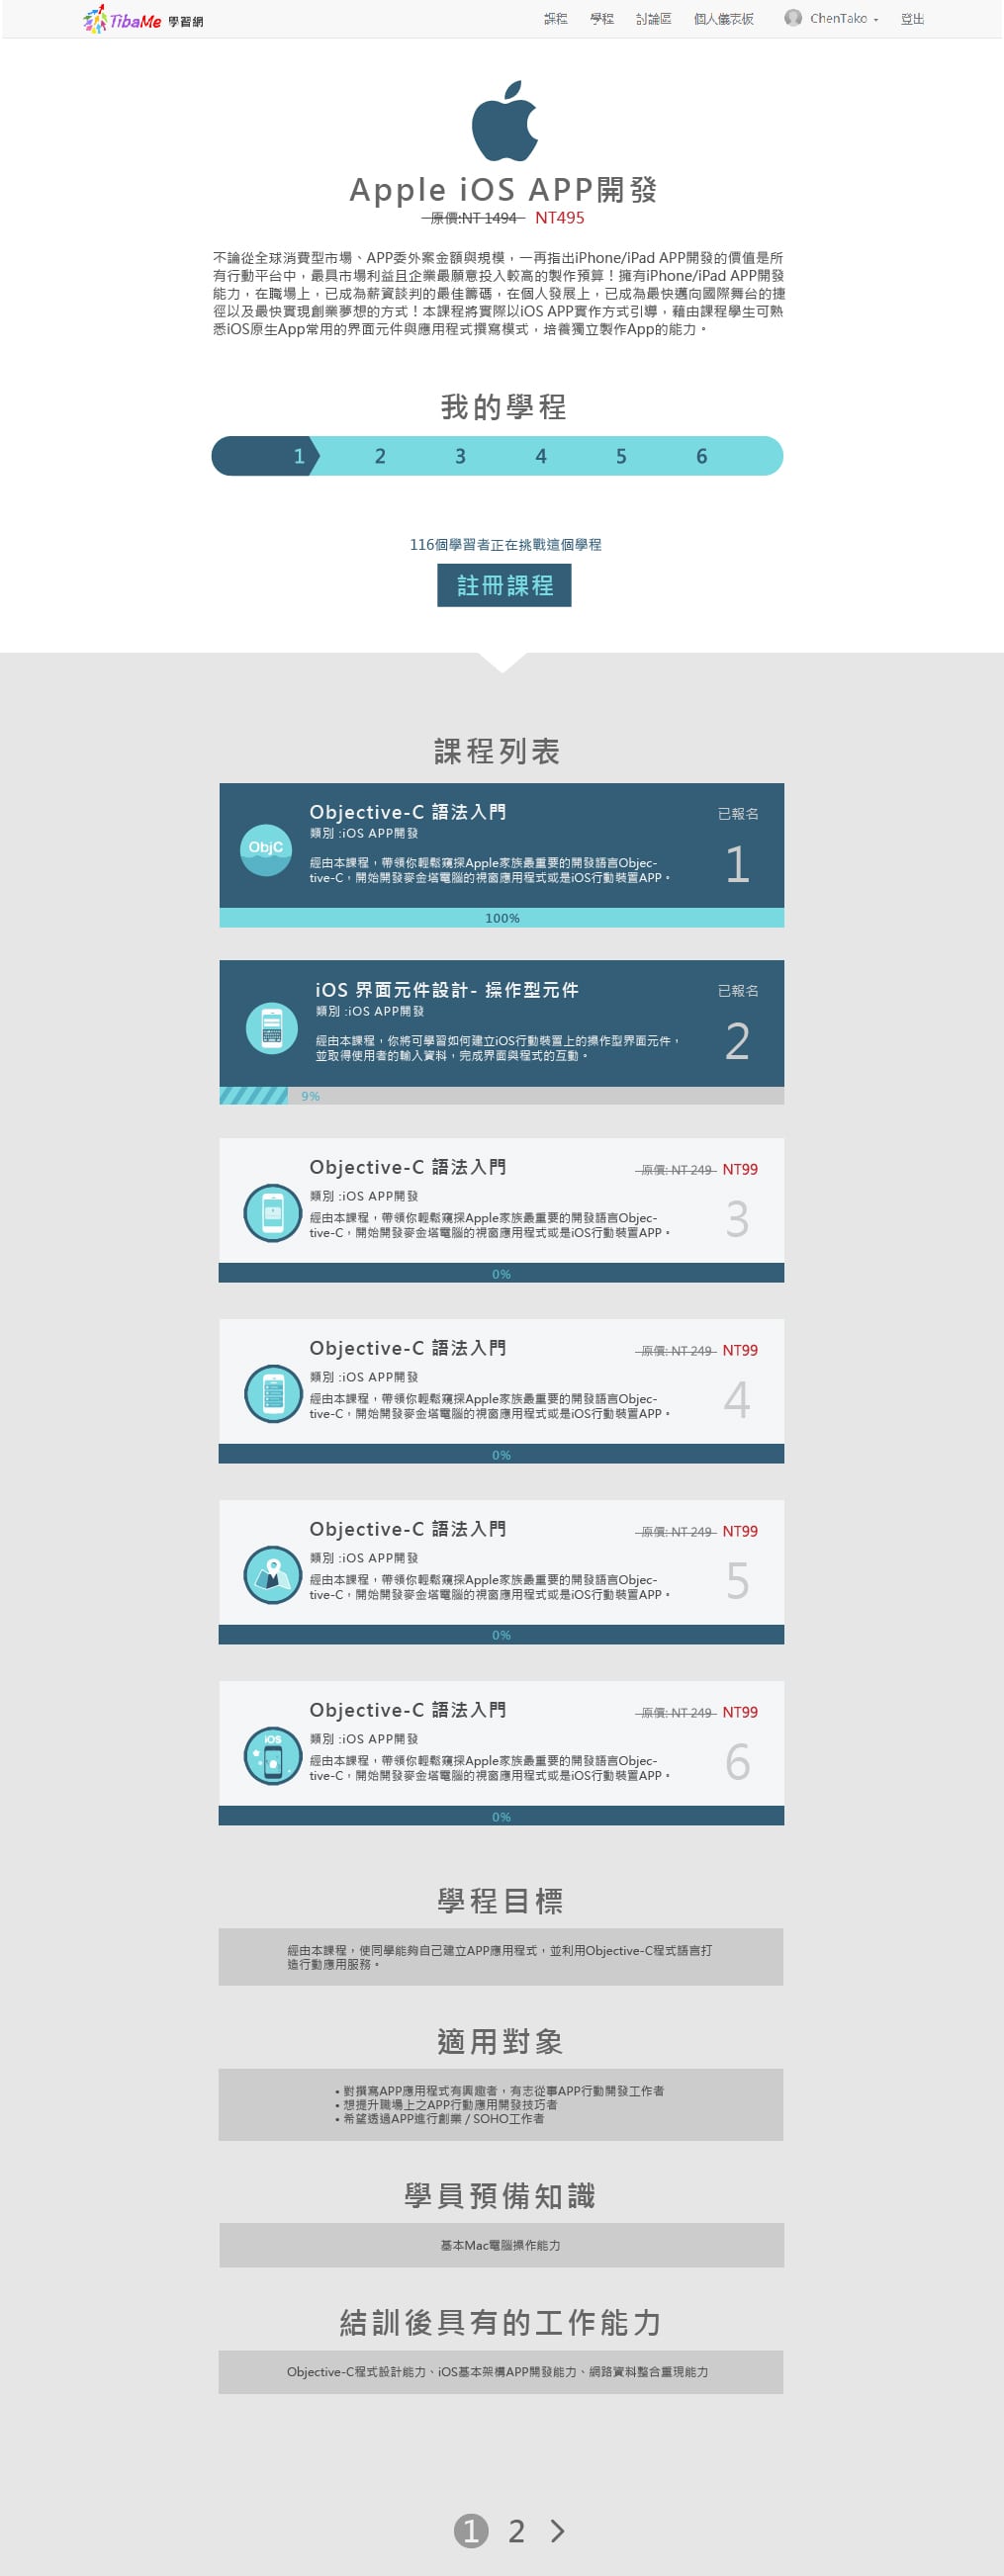 TibaMe 學習網
課程 學程 討論區 個人儀表板 ChenTako 登出
Apple iOS APP開發
原價:NT 1494 NT495
不論從全球消費型市場、APP委外案金額與規模，一再指出iPhone/iPad APP開發的價值是所
有行動平台中，最具市場利益且企業最願意投入較高的製作預算！擁有iPhone/iPad APP開發
能力，在職場上，已成為薪資談判的最佳籌碼，在個人發展上，已成為最快邁向國際舞台的捷
徑以及最快實現創業夢想的方式！本課程將實際以iOS APP實作方式引導，藉由課程學生可熟
悉iOS原生App常用的界面元件與應用程式撰寫模式，培養獨立製作App的能力。
我的學程
1 2 3 4 5 6
116個學習者正在挑戰這個學程
註冊課程
課程列表
Objective-C 語法入門
已報名
類別 :iOS APP開發
ObjC
經由本課程，帶領你輕鬆窺探Apple家族最重要的開發語言Objec-
tive-C，開始開發麥金塔電腦的視窗應用程式或是iOS行動裝置APP。
1
100%
iOS 界面元件設計- 操作型元件
已報名
類別 :iOS APP開發
經由本課程，你將可學習如何建立iOS行動裝置上的操作型界面元件，
並取得使用者的輸入資料，完成界面與程式的互動。
2
9%
Objective-C 語法入門
原價: NT 249 NT99
類別 :iOS APP開發
經由本課程，帶領你輕鬆窺探Apple家族最重要的開發語言Objec-
tive-C，開始開發麥金塔電腦的視窗應用程式或是iOS行動裝置APP。
3
0%
Objective-C 語法入門
原價: NT 249 NT99
類別 :iOS APP開發
經由本課程，帶領你輕鬆窺探Apple家族最重要的開發語言Objec-
tive-C，開始開發麥金塔電腦的視窗應用程式或是iOS行動裝置APP。
4
0%
Objective-C 語法入門
原價: NT 249 NT99
類別 :iOS APP開發
經由本課程，帶領你輕鬆窺探Apple家族最重要的開發語言Objec-
tive-C，開始開發麥金塔電腦的視窗應用程式或是iOS行動裝置APP。
5
0%
Objective-C 語法入門
原價: NT 249 NT99
類別 :iOS APP開發
iOS
經由本課程，帶領你輕鬆窺探Apple家族最重要的開發語言Objec-
tive-C，開始開發麥金塔電腦的視窗應用程式或是iOS行動裝置APP。
6
0%
學程目標
經由本課程，使同學能夠自己建立APP應用程式，並利用Objective-C程式語言打
造行動應用服務。
適用對象
• 對撰寫APP應用程式有興趣者，有志從事APP行動開發工作者
• 想提升職場上之APP行動應用開發技巧者
• 希望透過APP進行創業 / SOHO工作者
學員預備知識
基本Mac電腦操作能力
結訓後具有的工作能力
Objective-C程式設計能力、iOS基本架構APP開發能力、網路資料整合重現能力
1 2 >